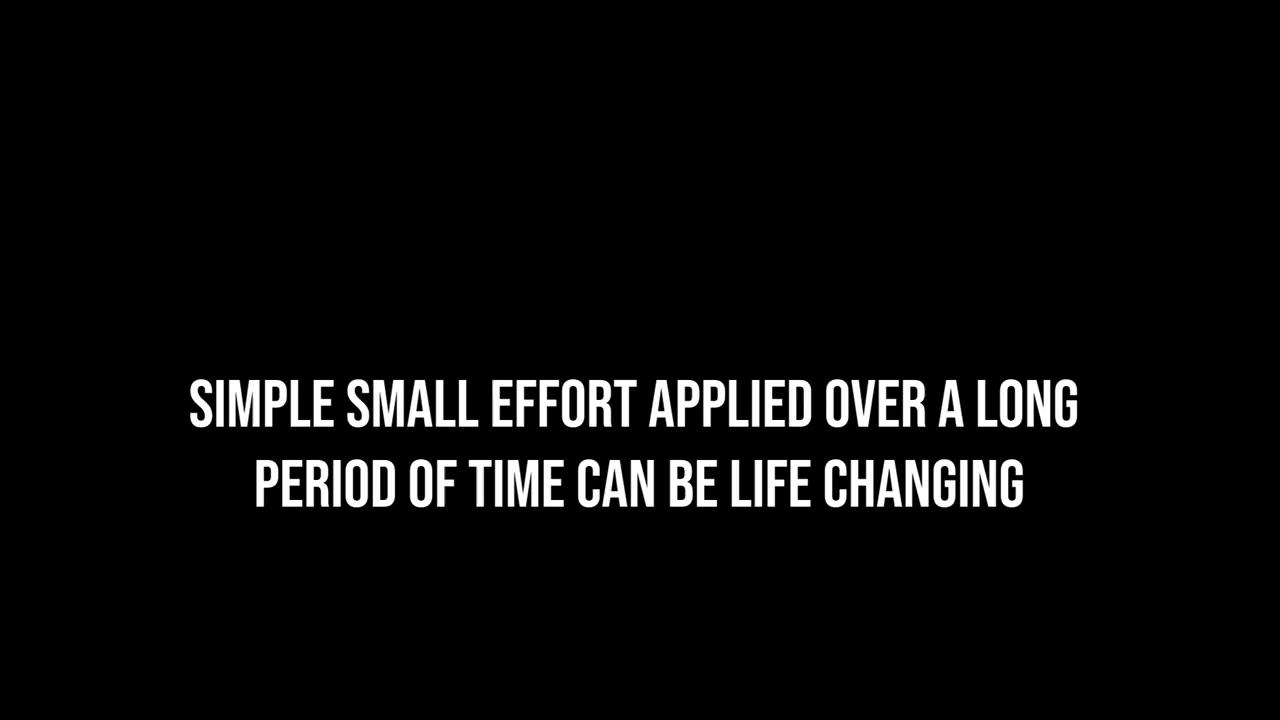 SIMPLE SMALL EFFORT APPLIED OVER A LONG
PERIOD OF TIME CAN BE LIFE CHANGING